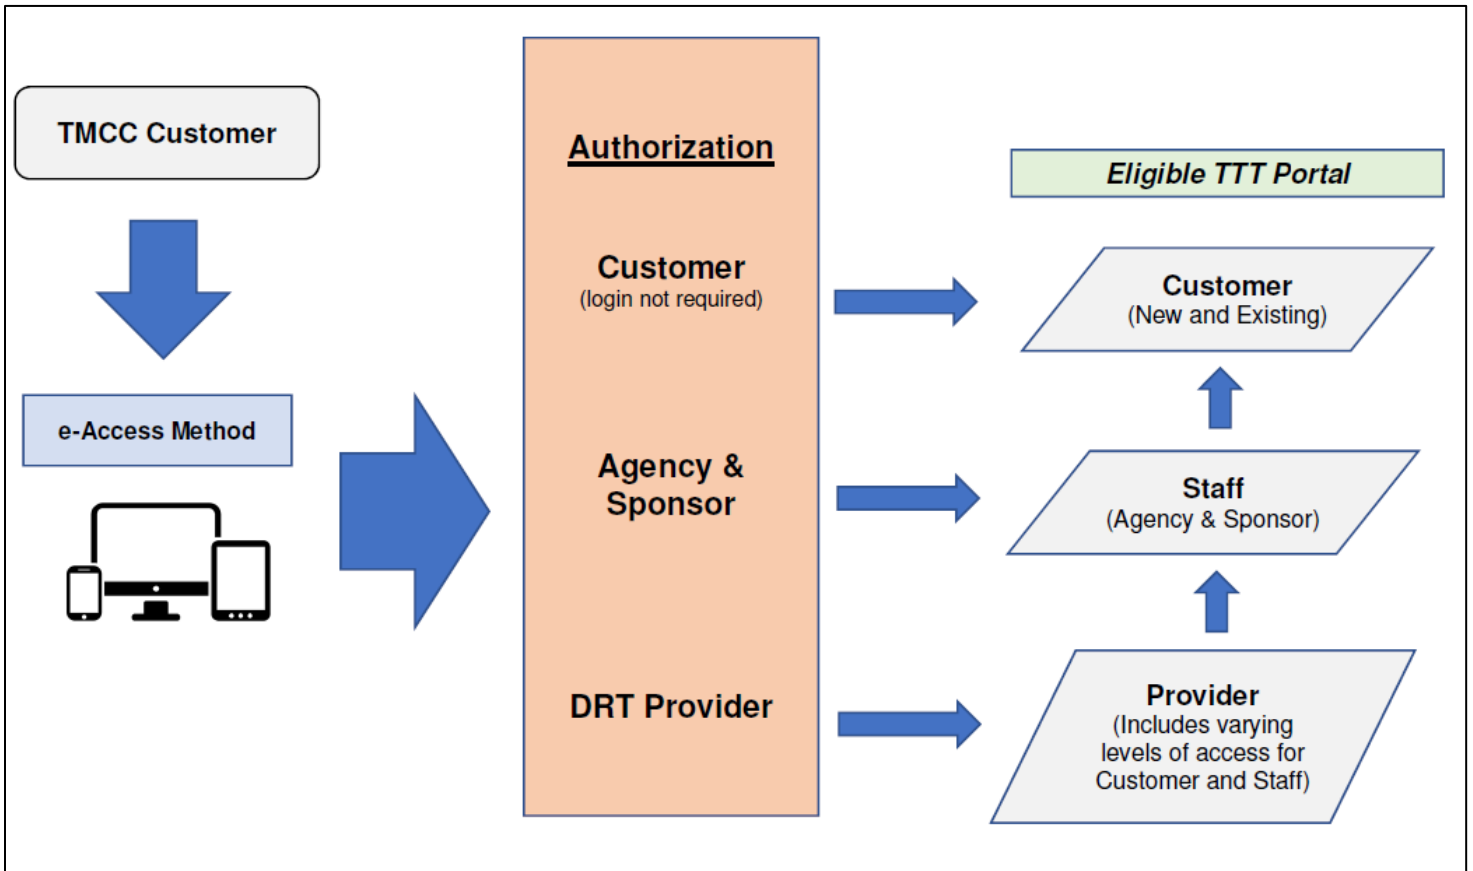 TMCC Customer
e-Access Method
Authorization
Customer
(login not required)
Agency &
Sponsor
DRT Provider
Eligible TTT Portal
Customer
(New and Existing)
Staff
(Agency & Sponsor)
Provider
(Includes varying
levels of access for
Customer and Staff)